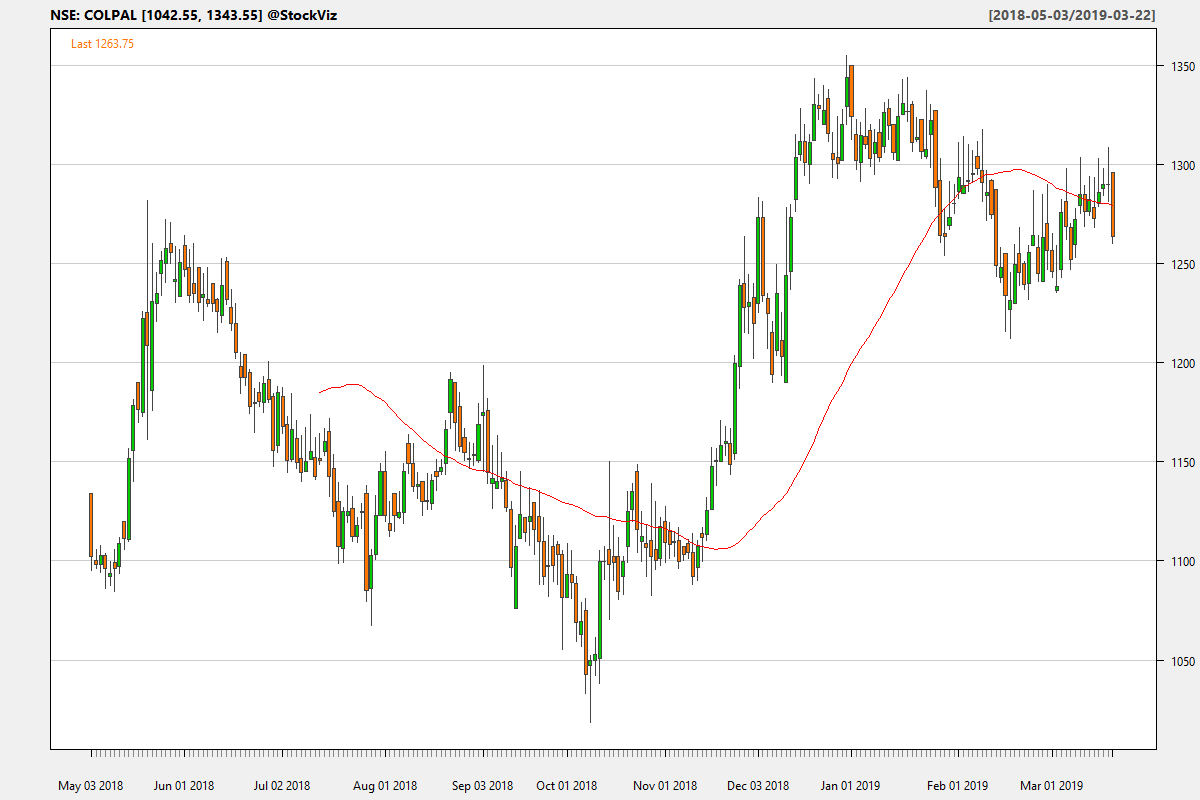 NSE: COLPAL [1042.55, 1343.55] @StockViz
[2018-05-03/2019-03-22]
Last 1263.75
1350
1300
1250
1200
1150
1100
1050
May 03 2018
Jun 01 2018
Jul 02 2018
Aug 01 2018
Sep 03 2018
Oct 01 2018
Nov 01 2018
Dec 03 2018
Jan 01 2019
Feb 01 2019
Mar 01 2019